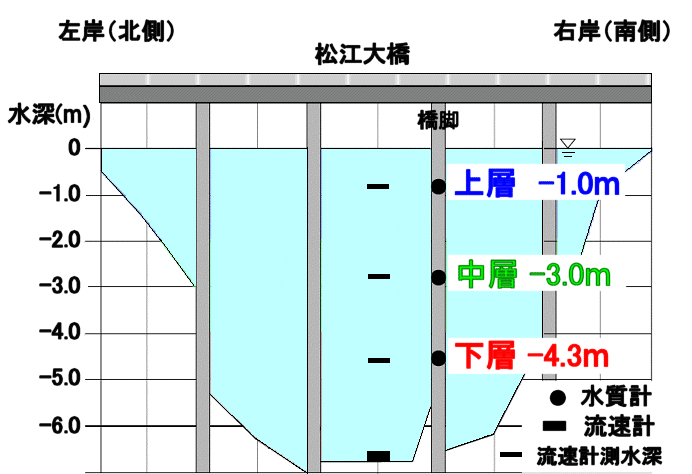 左岸(北側)
右岸(南側)
松江大橋
水深(m)
橋脚
0
-1.0
-2.0
-3.0
-4.0
-5.0
-6.0
上層 -1.0m
中層 -3.0m
下層 -4.3m
水質計
流速計
流速計測水深